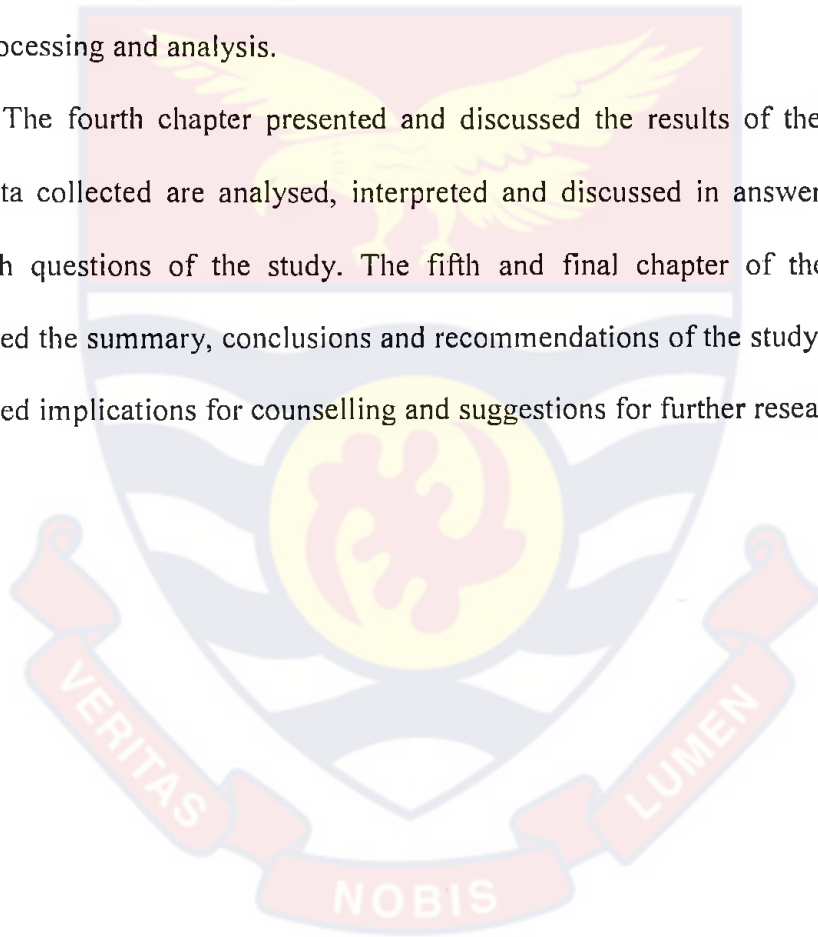 ocessing and analysis.
The fourth chapter presented and discussed the results of the
ta collected are analysed, interpreted and discussed in answer
h questions of the study. The fifth and final chapter of the
ed the summary, conclusions and recommendations of the study
ed implications for counselling and suggestions for further resea
VERITAS
NOBIS
LUMEN